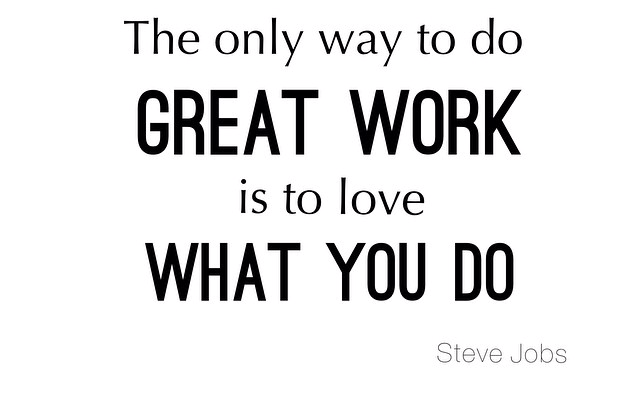 The only way to do
GREAT WORK
is to love
WHAT YOU DO
Steve Jobs